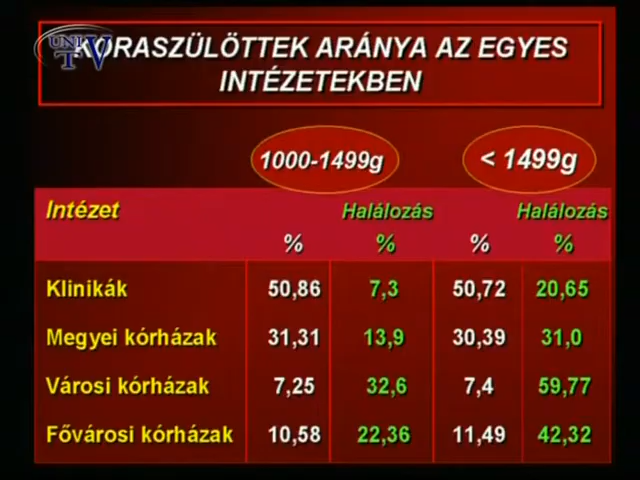 UNI TV
KORASZÜLÖTTEK ARÁNYA AZ EGYES
INTÉZETEKBEN
1000-1499g < 1499g
Intézet Halálozás Halálozás
% % % %
Klinikák 50,86 7,3 50,72 20,65
Megyei kórházak 31,31 13,9 30,39 31,0
Városi kórházak 7,25 32,6 7,4 59,77
Fővárosi kórházak 10,58 22,36 11,49 42,32